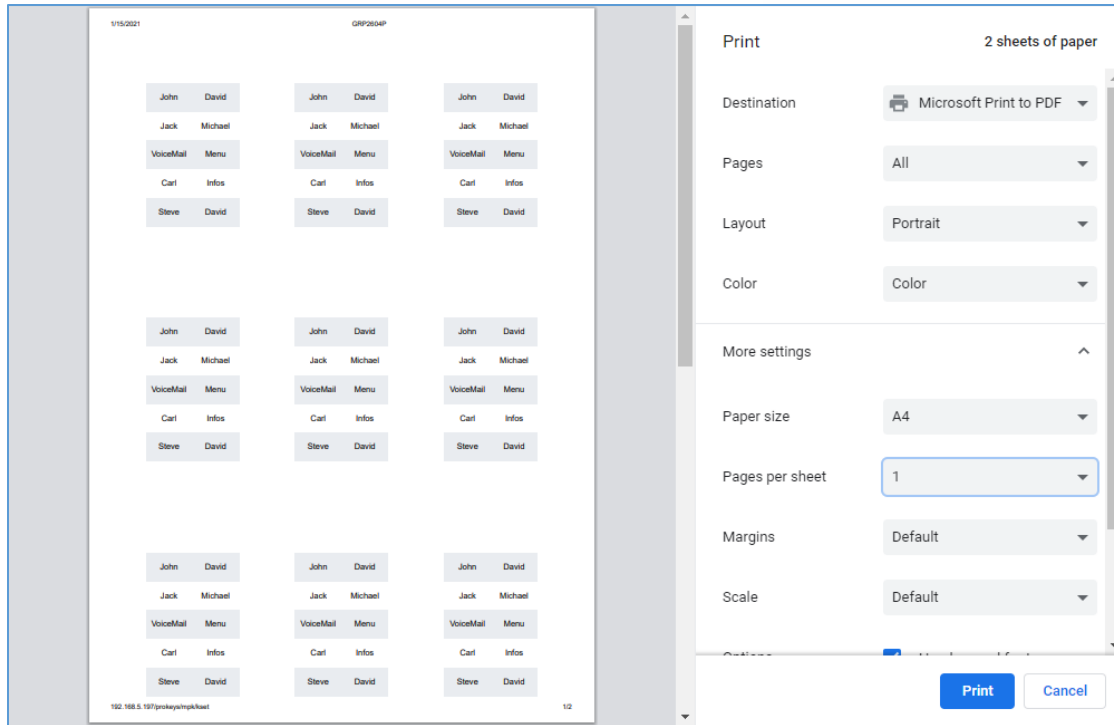 1/15/2021 GRP2604P
John David John David John David
Jack Michael Jack Michael Jack Michael
VoiceMail Menu VoiceMail Menu VoiceMail Menu
Carl Infos Carl Infos Carl Infos
Steve David Steve David Steve David
John David John David John David
Jack Michael Jack Michael Jack Michael
VoiceMail Menu VoiceMail Menu VoiceMail Menu
Carl Infos Carl Infos Carl Infos
Steve David Steve David Steve David
John David John David John David
Jack Michael Jack Michael Jack Michael
VoiceMail Menu VoiceMail Menu VoiceMail Menu
Carl Infos Carl Infos Carl Infos
Steve David Steve David Steve David
192.168.5.197/prokeys/mpk/kset 1/2
Print 2 sheets of paper
Destination Microsoft Print to PDF
Pages All
Layout Portrait
Color Color
More settings
Paper size A4
Pages per sheet 1
Margins Default
Scale Default
Print Cancel